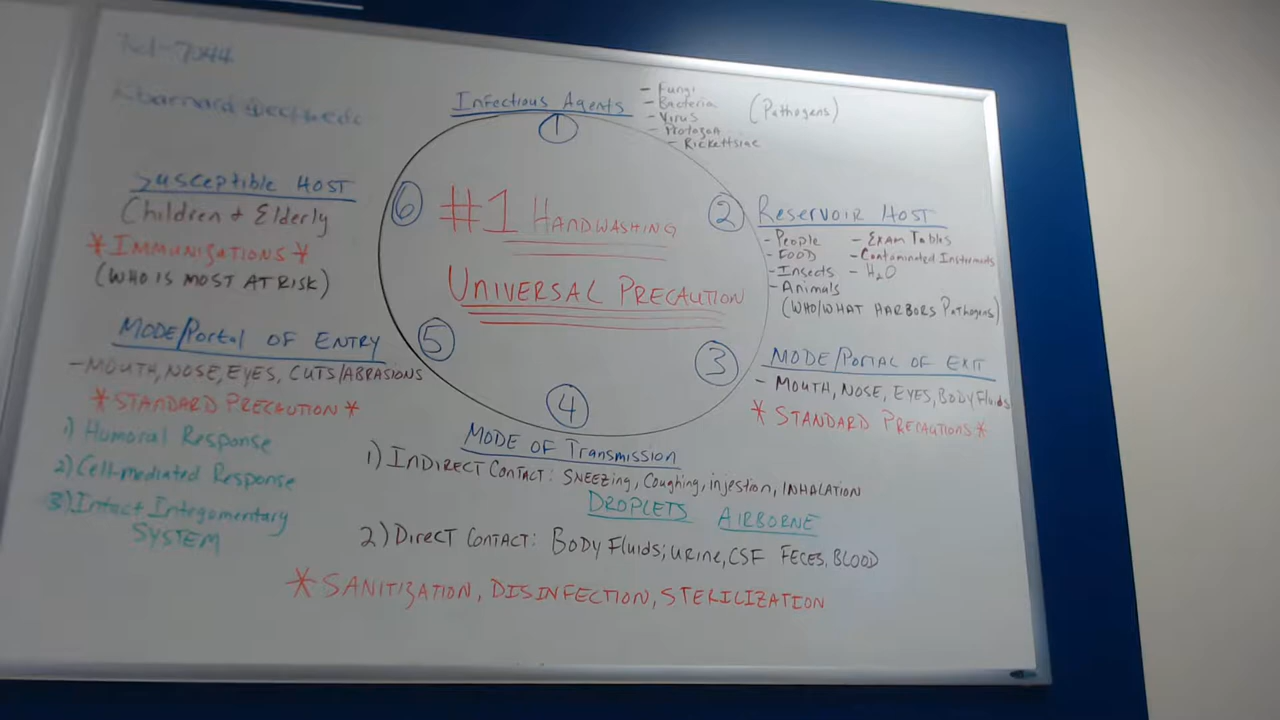 7044
Infectious Agents
- Fungi
- Bacteria
- Virus
- Protozoa
- Rickettsiae
(Pathogens)
1
#1 HANDWASHING
UNIVERSAL PRECAUTION
2 Reservoir HOST
- People
- FOOD
- Insects
- Animals
- EXAM TABLES
- Contaminated Instruments
- H2O
(WHO/WHAT HARBORS Pathogens)
3 MODE/PORTAL OF EXIT
- MOUTH, NOSE, EYES, BODY Fluids
* STANDARD PRECAUTIONS *
4
MODE OF Transmission
1) INDIRECT CONTACT: SNEEZING, Coughing, injestion, INHALATION
DROPLETS AIRBORNE
2) Direct CONTACT: BODY Fluids; URINE, CSF FECES, BLOOD
* SANITIZATION, DISINFECTION, STERILIZATION
5
MODE/Portal OF ENTRY
- MOUTH, NOSE, EYES, CUTS/ABRASIONS
* STANDARD PRECAUTION *
1) Humoral Response
2) Cell-mediated Response
3) Intact Integumentary
SYSTEM
6
Susceptible HOST
Children + Elderly
* IMMUNIZATIONS *
(WHO IS MOST AT RISK)